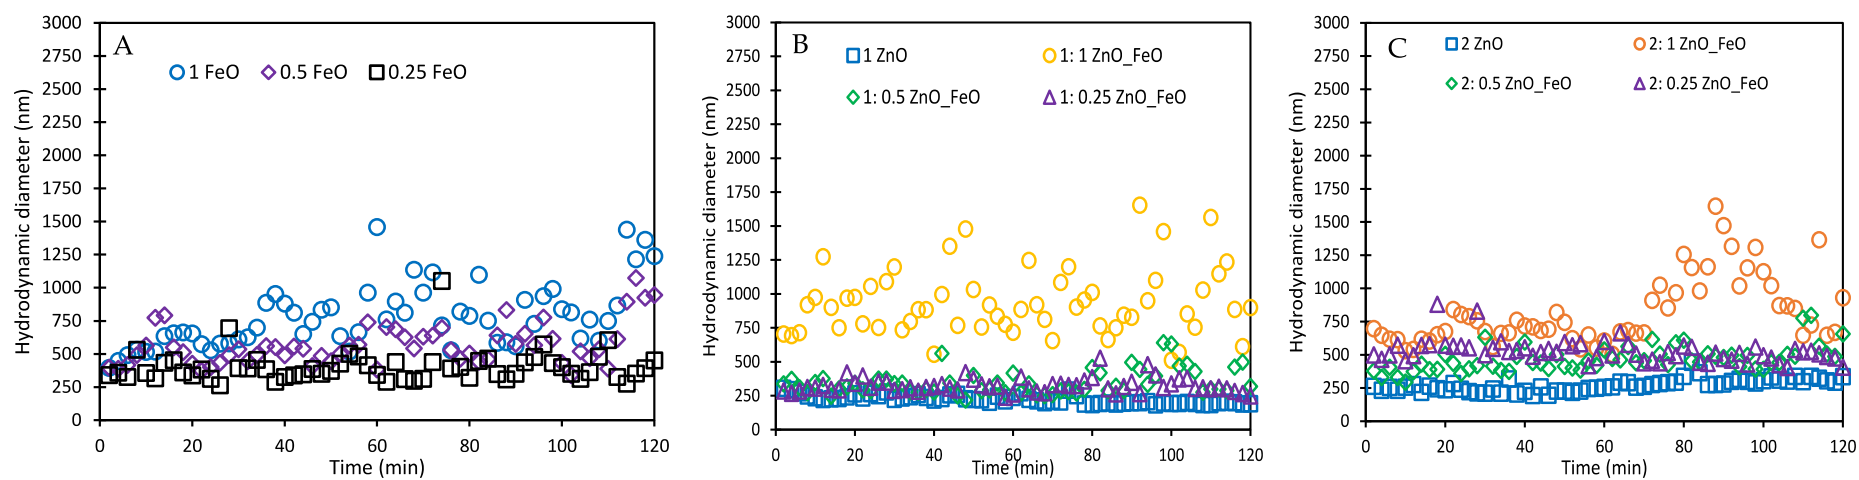 A
1 FeO 0.5 FeO 0.25 FeO
3000
2750
2500
2250
2000
1750
1500
1250
1000
750
500
250
0
0 20 40 60 80 100 120
Hydrodynamic diameter (nm)
Time (min)
B
1 ZnO 1: 1 ZnO_FeO
1: 0.5 ZnO_FeO 1: 0.25 ZnO_FeO
3000
2750
2500
2250
2000
1750
1500
1250
1000
750
500
250
0
0 20 40 60 80 100 120
Hydrodynamic diameter (nm)
Time (min)
C
2 ZnO 2: 1 ZnO_FeO
2: 0.5 ZnO_FeO 2: 0.25 ZnO_FeO
3000
2750
2500
2250
2000
1750
1500
1250
1000
750
500
250
0
0 20 40 60 80 100 120
Hydrodynamic diameter (nm)
Time (min)